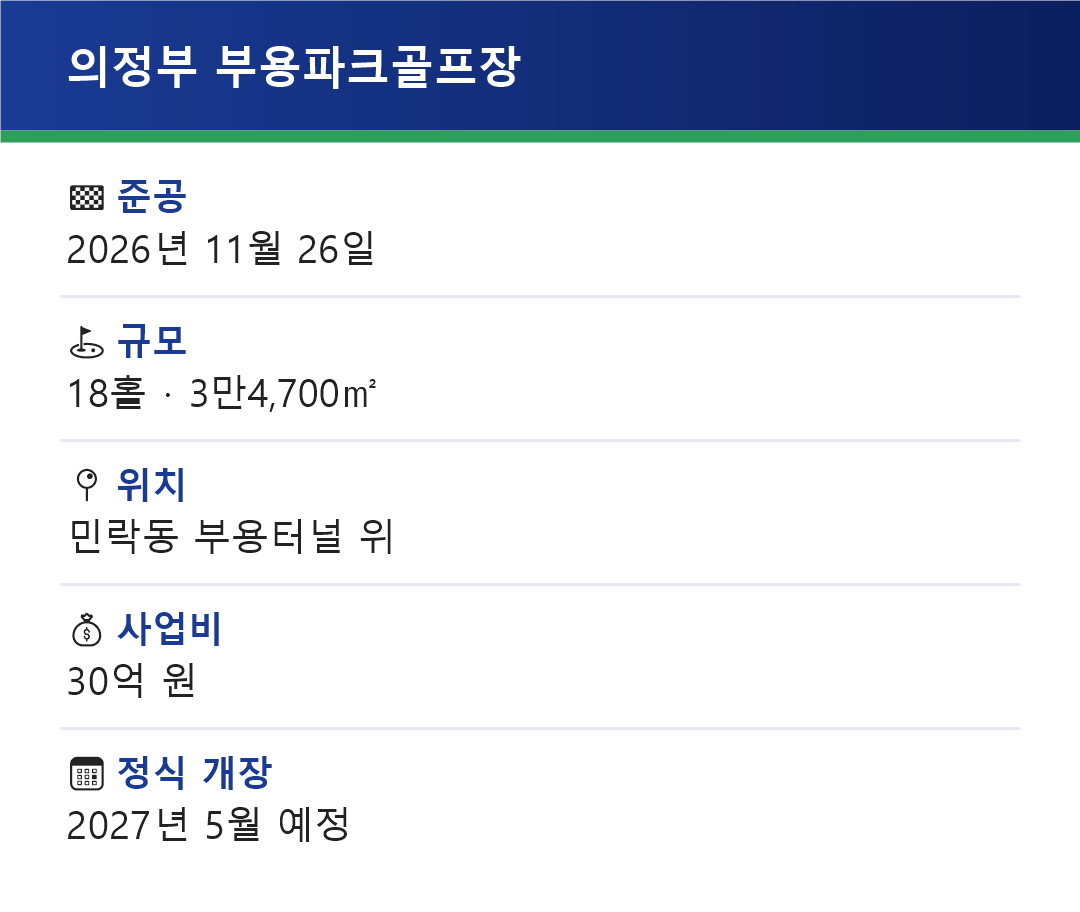 의정부 부용파크골프장
준공
2026년 11월 26일
규모
18홀 · 3만4,700㎡
위치
민락동 부용터널 위
사업비
30억 원
정식 개장
2027년 5월 예정